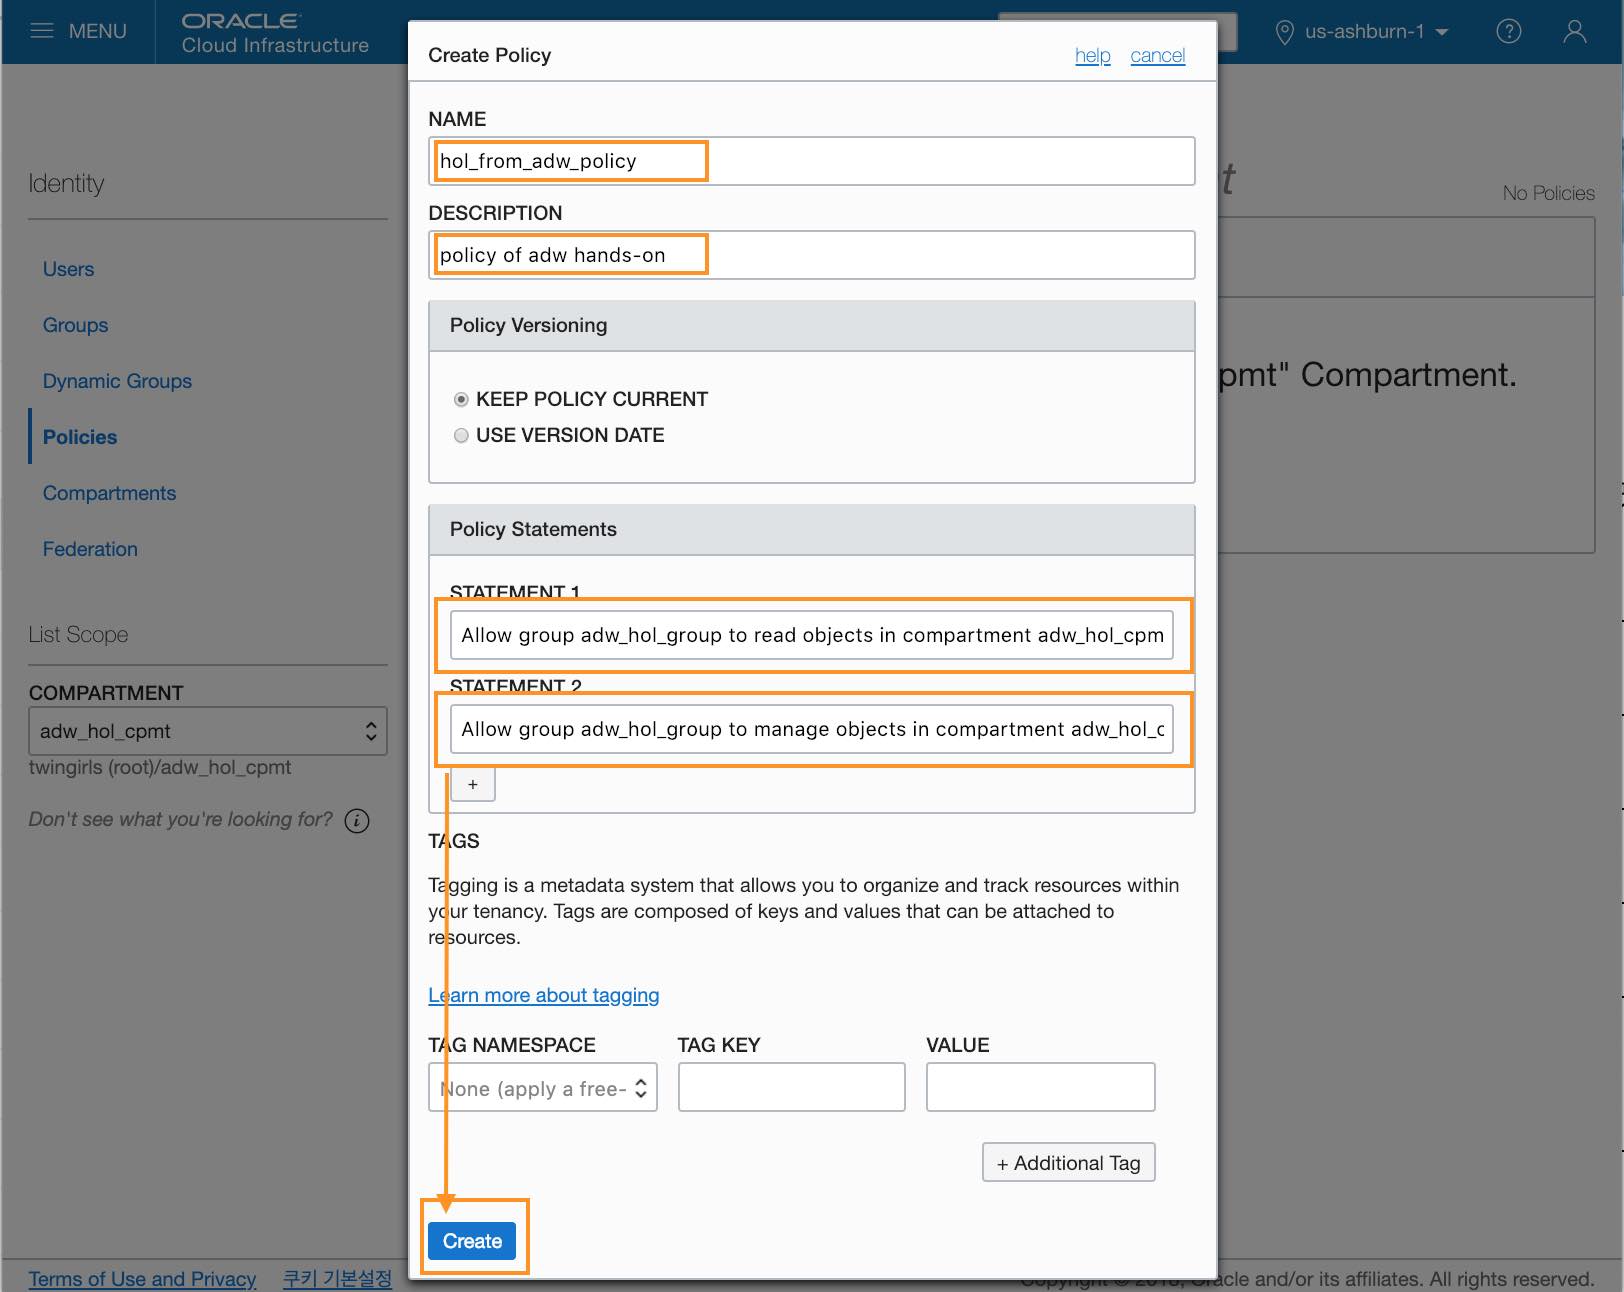 MENU
ORACLE
Cloud Infrastructure
us-ashburn-1
Create Policy
help
cancel
NAME
hol_from_adw_policy
DESCRIPTION
policy of adw hands-on
Policy Versioning
KEEP POLICY CURRENT
USE VERSION DATE
Policy Statements
STATEMENT 1
Allow group adw_hol_group to read objects in compartment adw_hol_cpm
STATEMENT 2
Allow group adw_hol_group to manage objects in compartment adw_hol_c
+
TAGS
Tagging is a metadata system that allows you to organize and track resources within
your tenancy. Tags are composed of keys and values that can be attached to
resources.
Learn more about tagging
TAG NAMESPACE
TAG KEY
VALUE
None (apply a free-
+ Additional Tag
Create
Identity
Users
Groups
Dynamic Groups
Policies
Compartments
Federation
List Scope
COMPARTMENT
adw_hol_cpmt
twingirls (root)/adw_hol_cpmt
Don't see what you're looking for?
t
No Policies
pmt" Compartment.
Terms of Use and Privacy
쿠키 기본설정
Copyright © 2018, Oracle and/or its affiliates. All rights reserved.